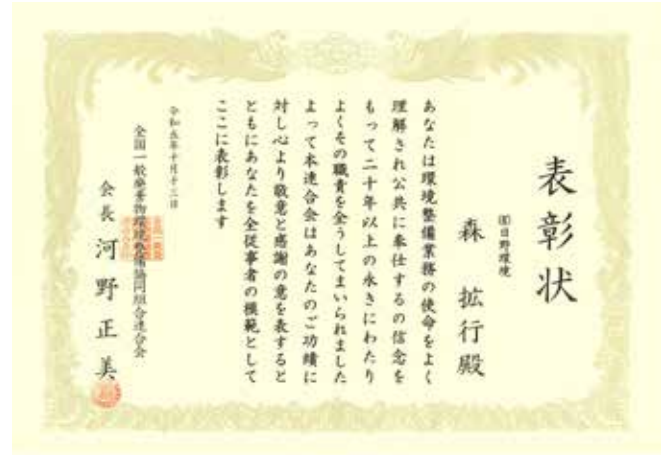 表彰状
㈲日野環境
森 拡行殿
あなたは環境整備業務の使命をよく
理解され公共に奉仕するの信念を
もって二十年以上の永きにわたり
よくその職責を全うしてまいられました
よって本連合会はあなたのご功績に
対し心より敬意と感謝の意を表すると
ともにあなたを全従事者の模範として
ここに表彰します
令和五年十月十三日
全国一般廃棄物環境整備協同組合連合会
会長 河野正美